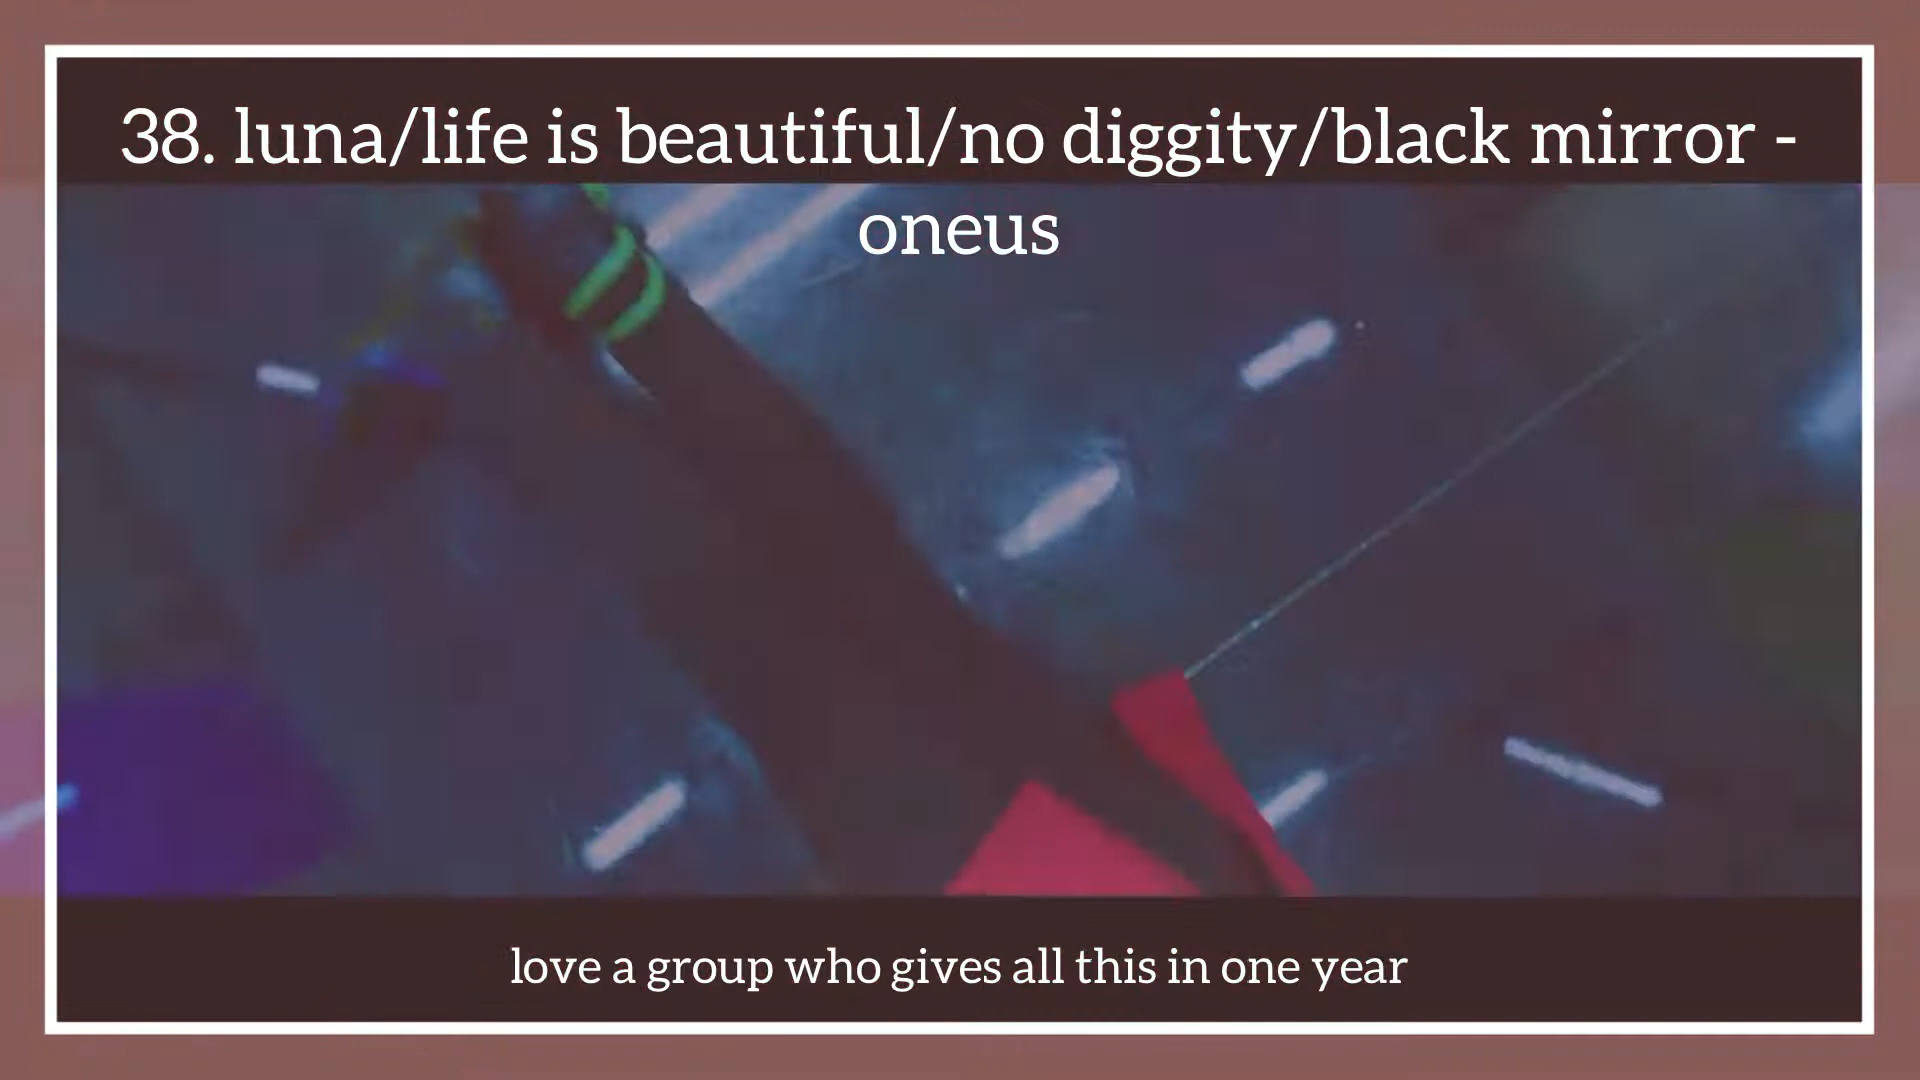 38. luna/life is beautiful/no diggity/black mirror -
oneus
love a group who gives all this in one year